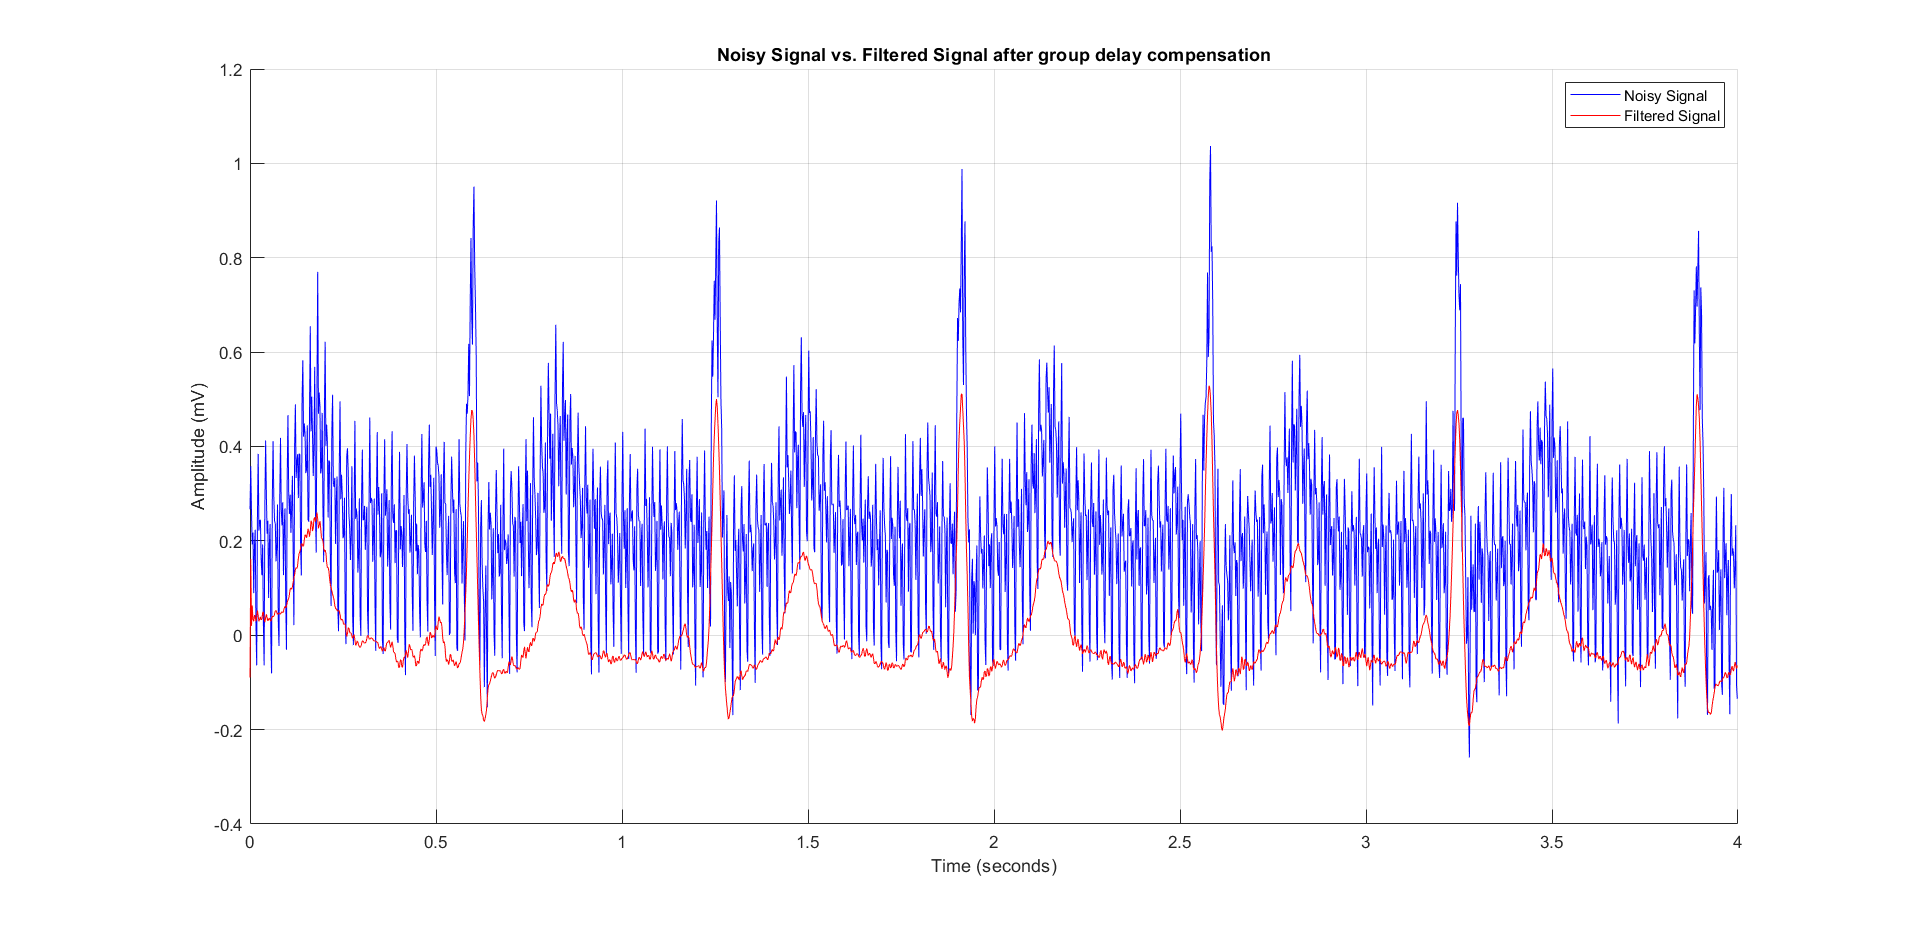 Noisy Signal vs. Filtered Signal after group delay compensation
Noisy Signal
Filtered Signal
Amplitude (mV)
1.2
1
0.8
0.6
0.4
0.2
0
-0.2
-0.4
0 0.5 1 1.5 2 2.5 3 3.5 4
Time (seconds)